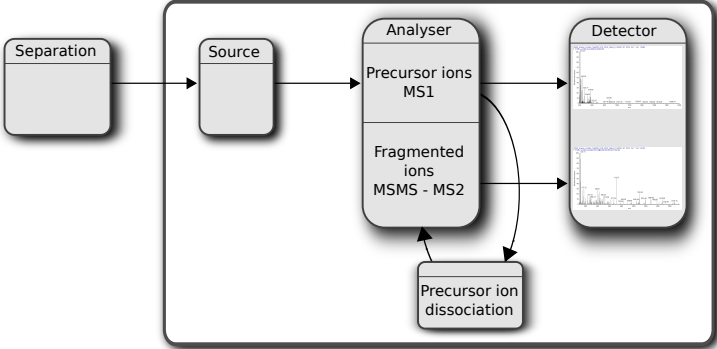 Separation
Source
Analyser
Precursor ions
MS1
Fragmented
ions
MSMS - MS2
Detector
Precursor ion
dissociation